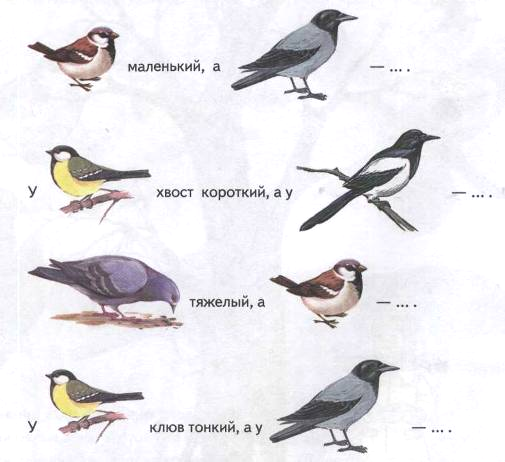 маленький, а — ... .
У хвост короткий, а у — ... .
тяжелый, а — ... .
У клюв тонкий, а у — ... .